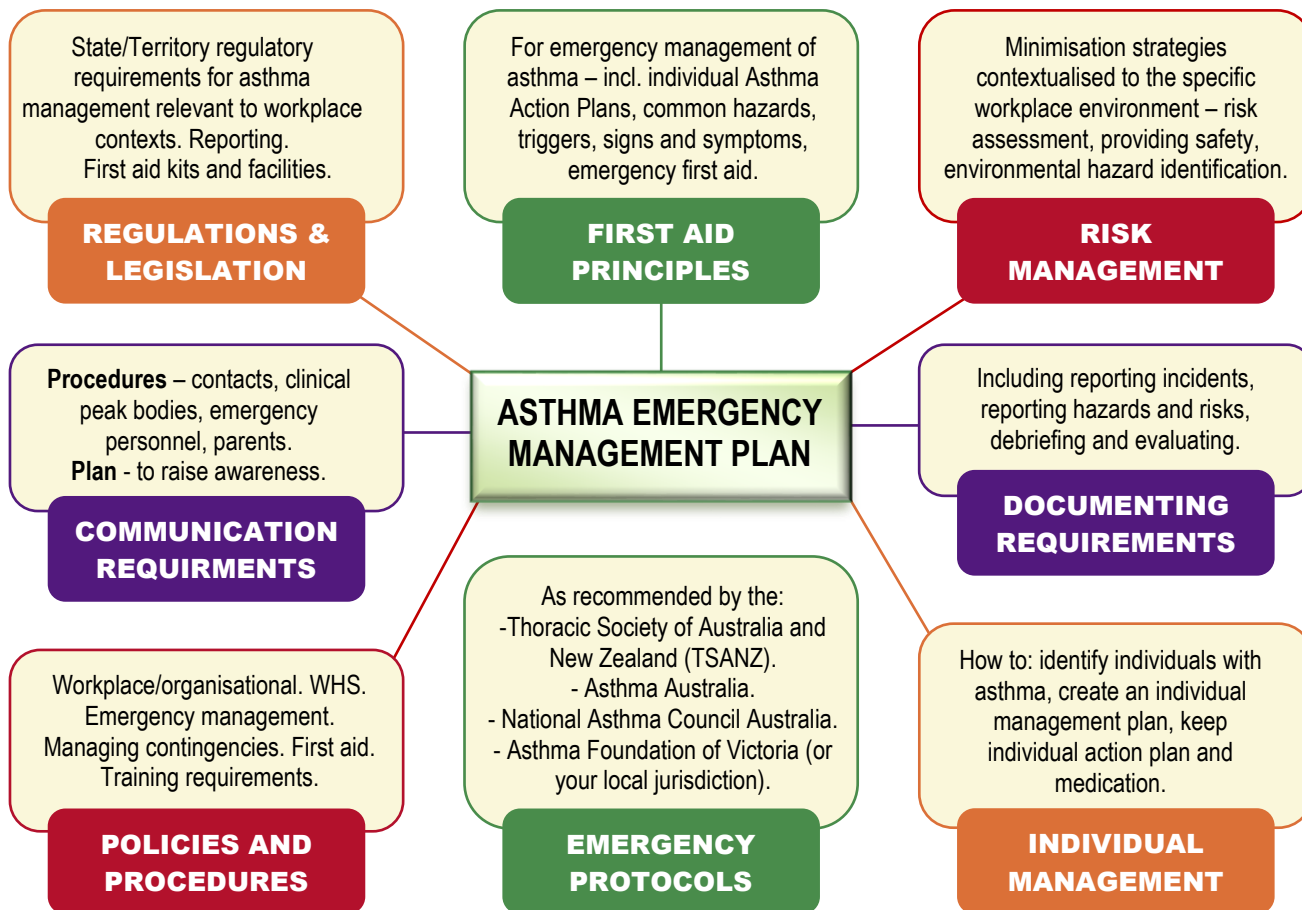 State/Territory regulatory
requirements for asthma
management relevant to workplace
contexts. Reporting.
First aid kits and facilities.
REGULATIONS &
LEGISLATION
For emergency management of
asthma – incl. individual Asthma
Action Plans, common hazards,
triggers, signs and symptoms,
emergency first aid.
FIRST AID
PRINCIPLES
Minimisation strategies
contextualised to the specific
workplace environment – risk
assessment, providing safety,
environmental hazard identification.
RISK
MANAGEMENT
Procedures – contacts, clinical
peak bodies, emergency
personnel, parents.
Plan - to raise awareness.
COMMUNICATION
REQUIRMENTS
ASTHMA EMERGENCY
MANAGEMENT PLAN
Including reporting incidents,
reporting hazards and risks,
debriefing and evaluating.
DOCUMENTING
REQUIREMENTS
Workplace/organisational. WHS.
Emergency management.
Managing contingencies. First aid.
Training requirements.
POLICIES AND
PROCEDURES
As recommended by the:
-Thoracic Society of Australia and
New Zealand (TSANZ).
- Asthma Australia.
- National Asthma Council Australia.
- Asthma Foundation of Victoria (or
your local jurisdiction).
EMERGENCY
PROTOCOLS
How to: identify individuals with
asthma, create an individual
management plan, keep
individual action plan and
medication.
INDIVIDUAL
MANAGEMENT